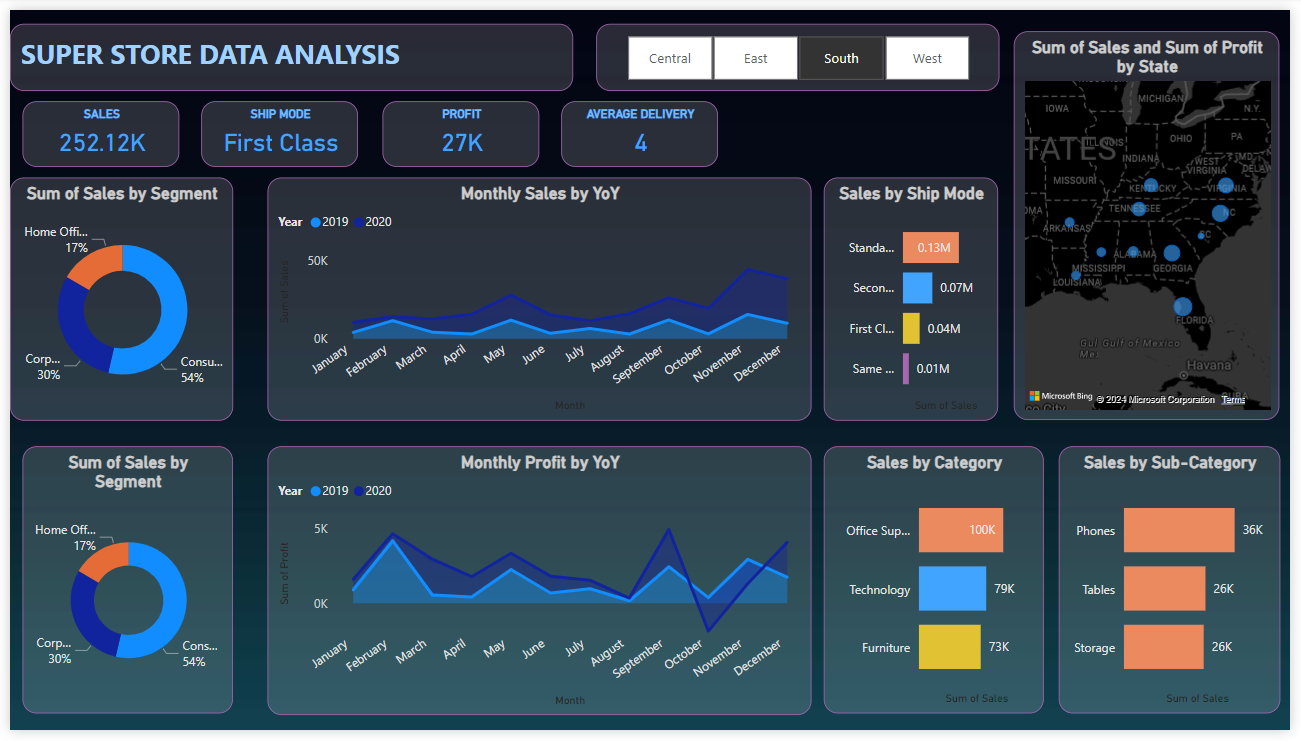 SUPER STORE DATA ANALYSIS
Central
East
South
West
SALES
252.12K
SHIP MODE
First Class
PROFIT
27K
AVERAGE DELIVERY
4
Sum of Sales and Sum of Profit
by State
IOWA
MICHIGAN
N.Y.
PA
OHIO
ILLINOIS
TATES
INDIANA
MD.
WEST
VIRGINIA
DELAW
MISSOURI
KENTUCKY
VIRGINIA
OMA
TENNESSEE
NC
ARKANSAS
SC
ALABAMA
MISSISSIPPI
GEORGIA
LOUISIANA
FLORIDA
Gulf of Mexico
Havana
CUBA
co City
Microsoft Bing
© 2024 Microsoft Corporation
Terms
Sum of Sales by Segment
Home Offi...
17%
Corp...
30%
Consu...
54%
Monthly Sales by YoY
Year
2019
2020
Sum of Sales
50K
0K
January
February
March
April
May
June
July
August
September
October
November
December
Month
Sales by Ship Mode
Standa...
0.13M
Secon...
0.07M
First Cl...
0.04M
Same ...
0.01M
Sum of Sales
Sum of Sales by
Segment
Home Off...
17%
Corp...
30%
Cons...
54%
Monthly Profit by YoY
Year
2019
2020
Sum of Profit
5K
0K
January
February
March
April
May
June
July
August
September
October
November
December
Month
Sales by Category
Office Sup...
100K
Technology
79K
Furniture
73K
Sum of Sales
Sales by Sub-Category
Phones
36K
Tables
26K
Storage
26K
Sum of Sales